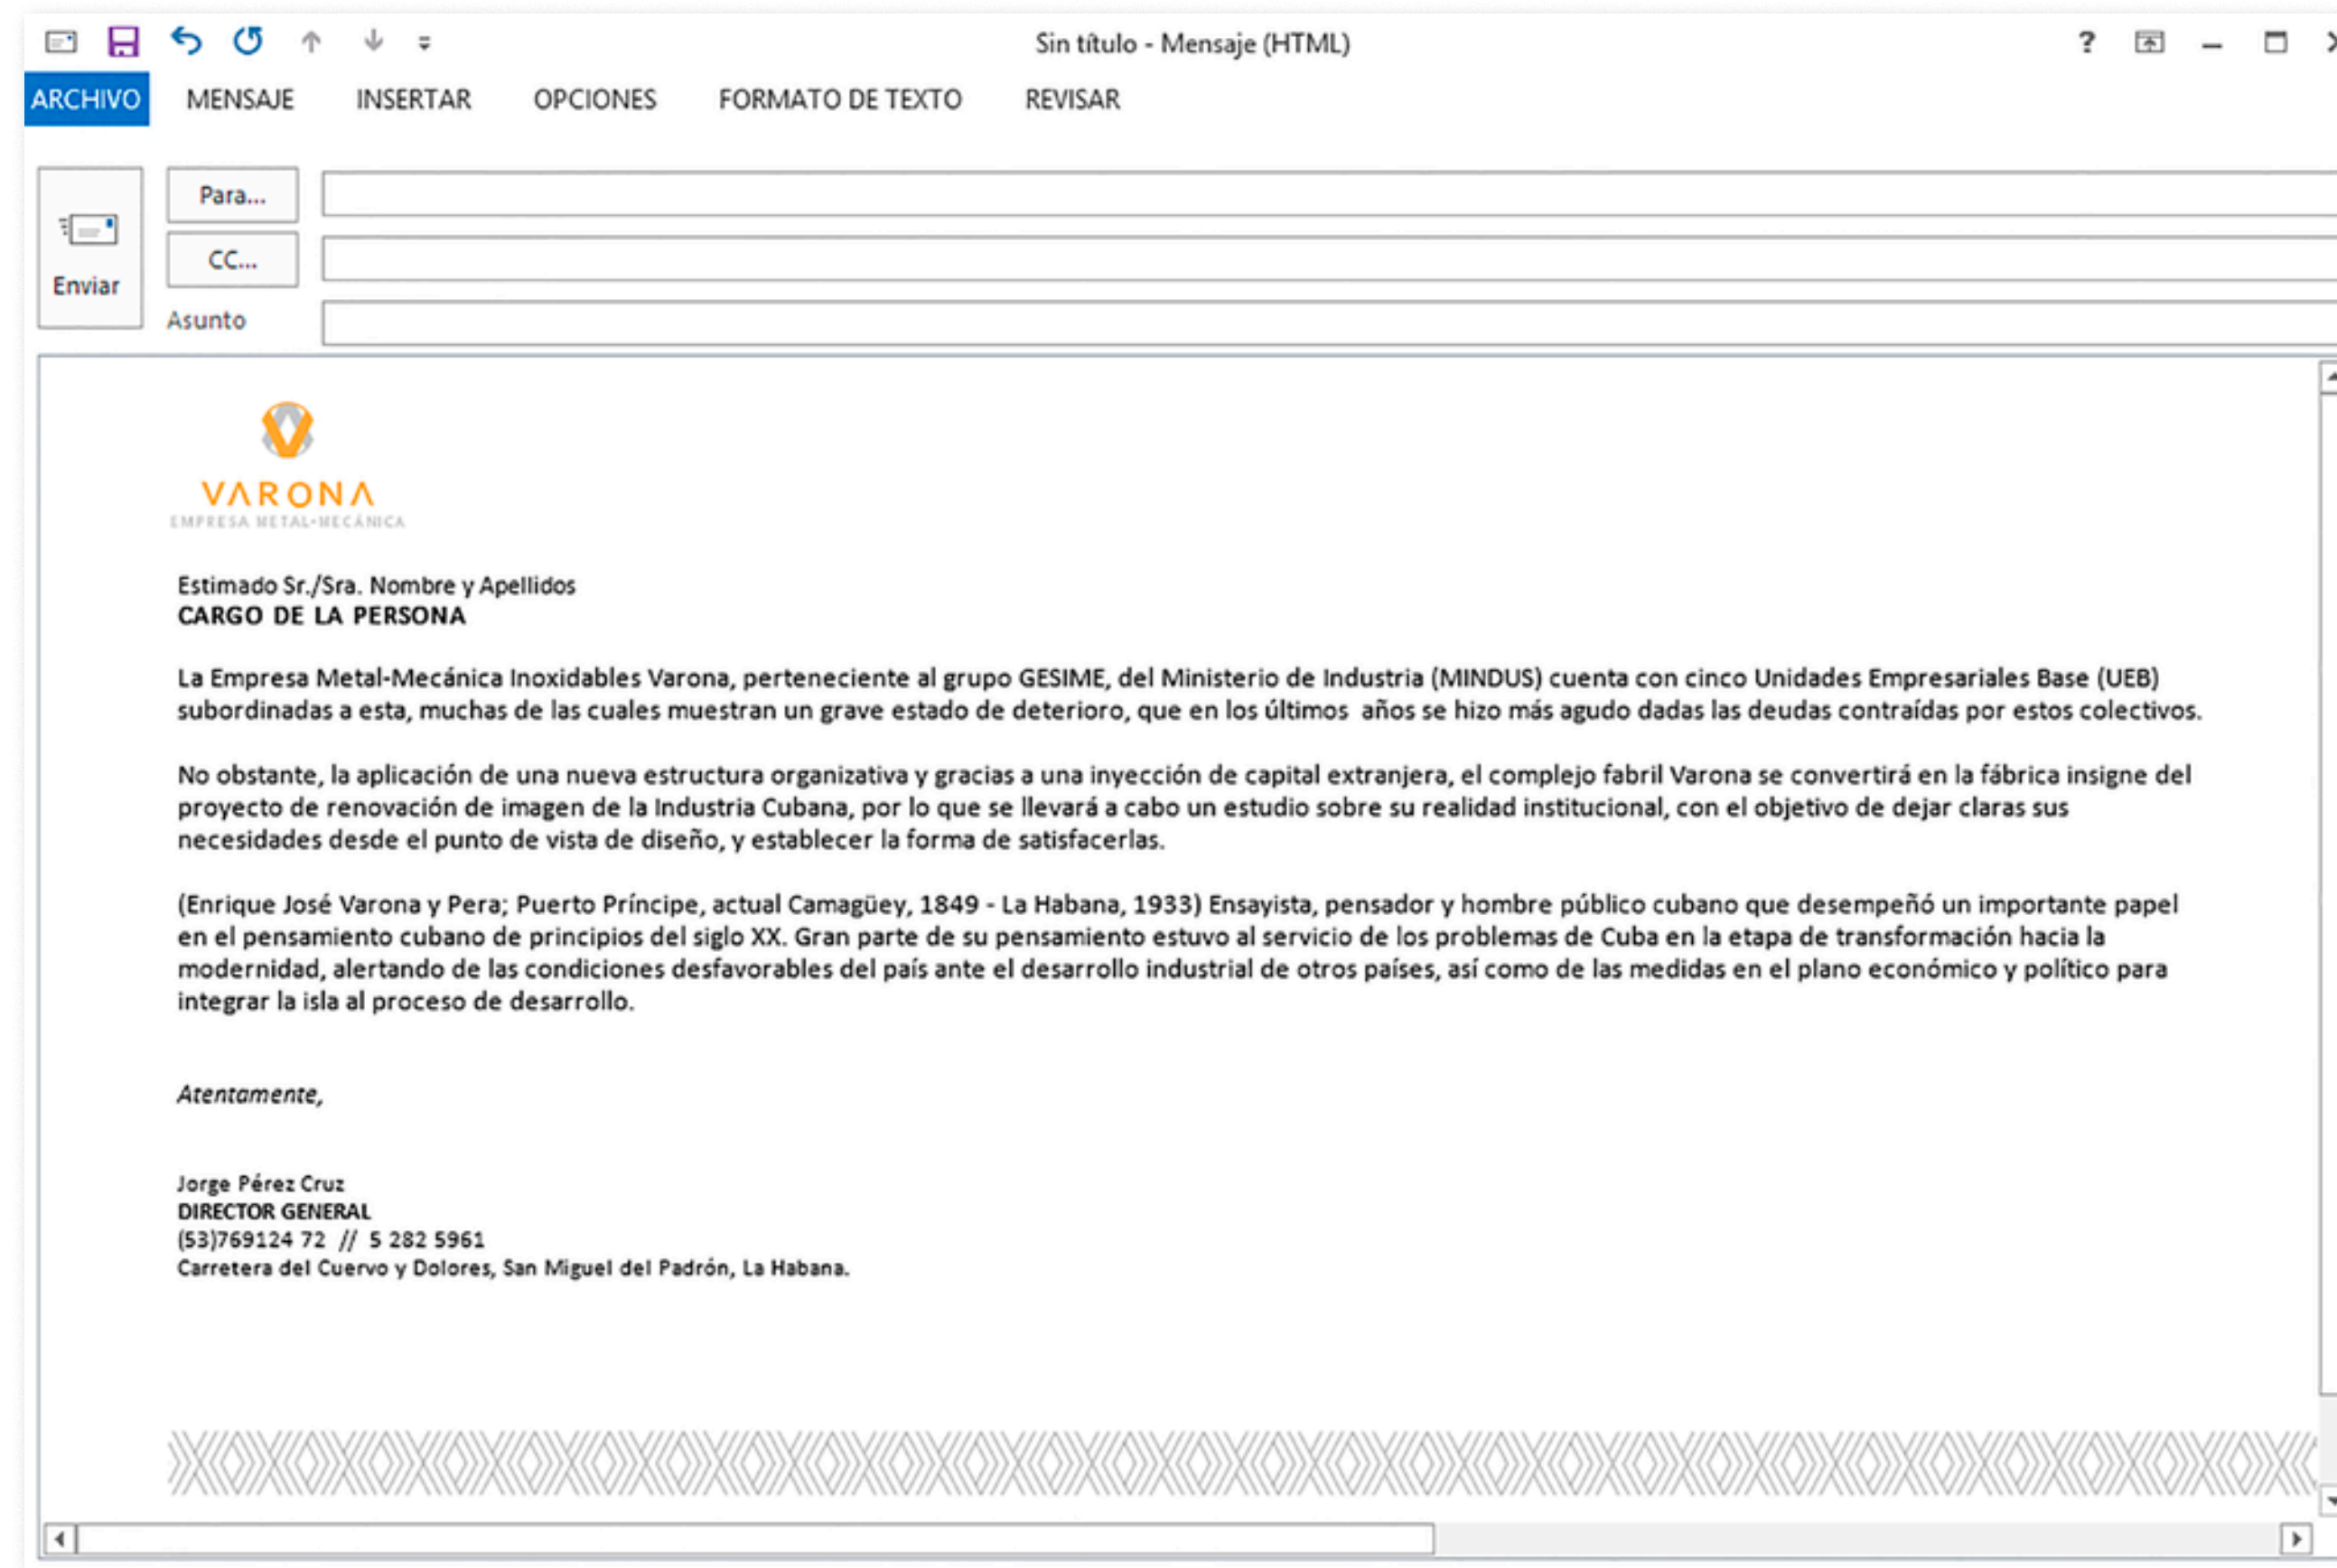 Sin título - Mensaje (HTML)
?
ARCHIVO MENSAJE INSERTAR OPCIONES FORMATO DE TEXTO REVISAR
Enviar
Para...
CC...
Asunto
VARONA
EMPRESA METAL-MECÁNICA
Estimado Sr./Sra. Nombre y Apellidos
CARGO DE LA PERSONA
La Empresa Metal-Mecánica Inoxidables Varona, perteneciente al grupo GESIME, del Ministerio de Industria (MINDUS) cuenta con cinco Unidades Empresariales Base (UEB)
subordinadas a esta, muchas de las cuales muestran un grave estado de deterioro, que en los últimos años se hizo más agudo dadas las deudas contraídas por estos colectivos.
No obstante, la aplicación de una nueva estructura organizativa y gracias a una inyección de capital extranjera, el complejo fabril Varona se convertirá en la fábrica insigne del
proyecto de renovación de imagen de la Industria Cubana, por lo que se llevará a cabo un estudio sobre su realidad institucional, con el objetivo de dejar claras sus
necesidades desde el punto de vista de diseño, y establecer la forma de satisfacerlas.
(Enrique José Varona y Pera; Puerto Príncipe, actual Camagüey, 1849 - La Habana, 1933) Ensayista, pensador y hombre público cubano que desempeñó un importante papel
en el pensamiento cubano de principios del siglo XX. Gran parte de su pensamiento estuvo al servicio de los problemas de Cuba en la etapa de transformación hacia la
modernidad, alertando de las condiciones desfavorables del país ante el desarrollo industrial de otros países, así como de las medidas en el plano económico y político para
integrar la isla al proceso de desarrollo.
Atentamente,
Jorge Pérez Cruz
DIRECTOR GENERAL
(53)769124 72 // 5 282 5961
Carretera del Cuervo y Dolores, San Miguel del Padrón, La Habana.